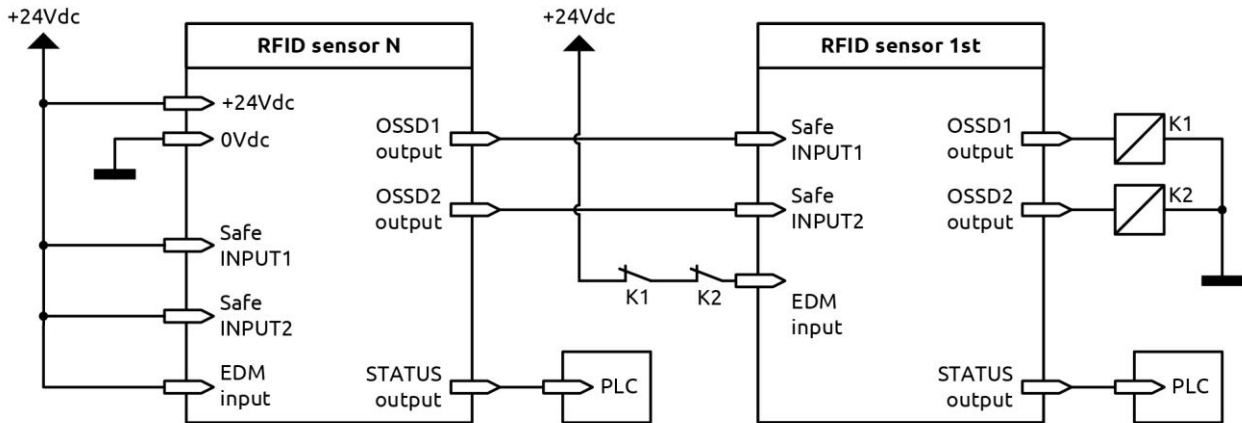 +24Vdc
RFID sensor N
+24Vdc
0Vdc
OSSD1
output
OSSD2
output
Safe
INPUT1
Safe
INPUT2
EDM
input
STATUS
output
PLC
+24Vdc
K1
K2
RFID sensor 1st
Safe
INPUT1
Safe
INPUT2
EDM
input
OSSD1
output
OSSD2
output
STATUS
output
K1
K2
PLC